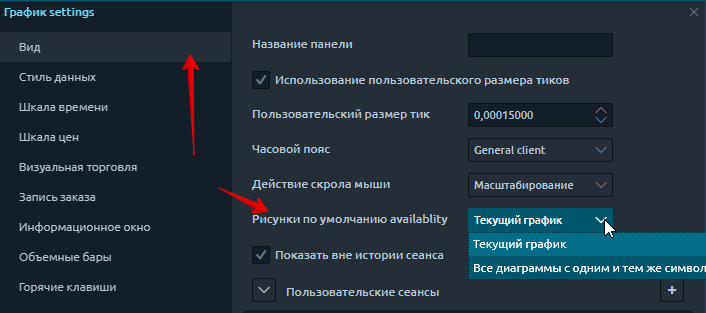 График settings
Вид
Стиль данных
Шкала времени
Шкала цен
Визуальная торговля
Запись заказа
Информационное окно
Объемные бары
Горячие клавиши
Название панели
Использование пользовательского размера тиков
Пользовательский размер тик 0,00015000
Часовой пояс General client
Действие скрола мыши Масштабирование
Рисунки по умолчанию availablity Текущий график
Текущий график
Все диаграммы с одним и тем же символ
Показать вне истории сеанса
Пользовательские сеансы